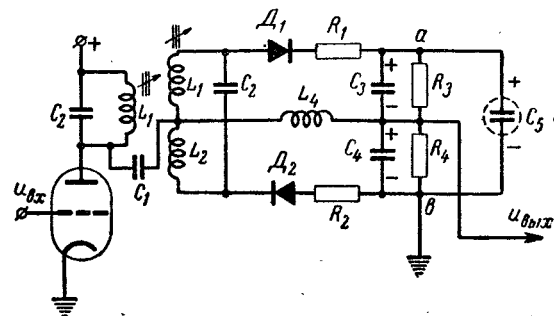 +
Д₁
R₁
a
L₁
C₂
L₁
C₂
C₃
+
-
R₃
+
C₅
-
L₄
C₁
L₂
C₄
+
-
R₄
Д₂
R₂
в
uвх
uвых